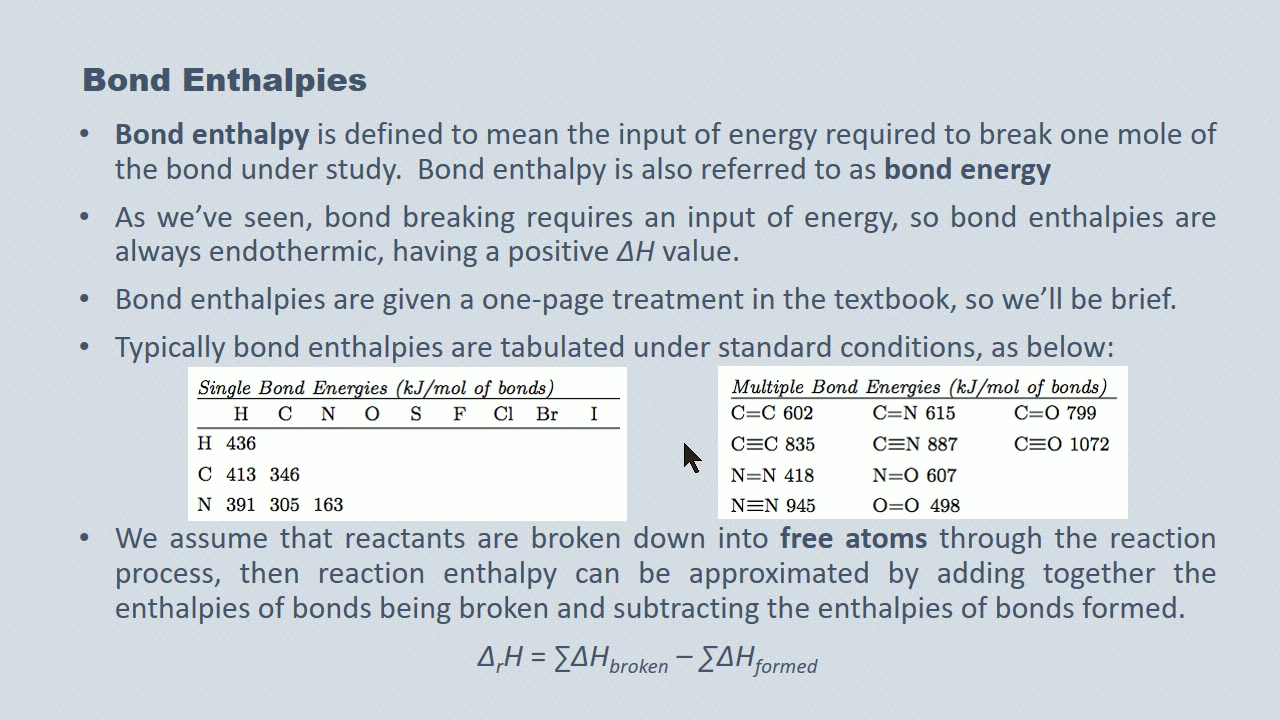 Bond Enthalpies
• Bond enthalpy is defined to mean the input of energy required to break one mole of
the bond under study.  Bond enthalpy is also referred to as bond energy
• As we’ve seen, bond breaking requires an input of energy, so bond enthalpies are
always endothermic, having a positive ΔH value.
• Bond enthalpies are given a one-page treatment in the textbook, so we’ll be brief.
• Typically bond enthalpies are tabulated under standard conditions, as below:
Single Bond Energies (kJ/mol of bonds)
H C N O S F Cl Br I
H 436
C 413 346
N 391 305 163
Multiple Bond Energies (kJ/mol of bonds)
C=C 602 C=N 615 C=O 799
C≡C 835 C≡N 887 C≡O 1072
N=N 418 N=O 607
N≡N 945 O=O 498
• We assume that reactants are broken down into free atoms through the reaction
process, then reaction enthalpy can be approximated by adding together the
enthalpies of bonds being broken and subtracting the enthalpies of bonds formed.
ΔrH = ∑ΔHbroken – ∑ΔHformed